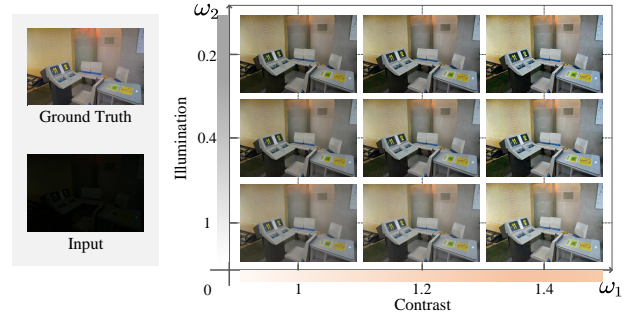 Ground Truth
Input
ω₂
0.2
0.4
1
Illumination
0
1
1.2
1.4
ω₁
Contrast